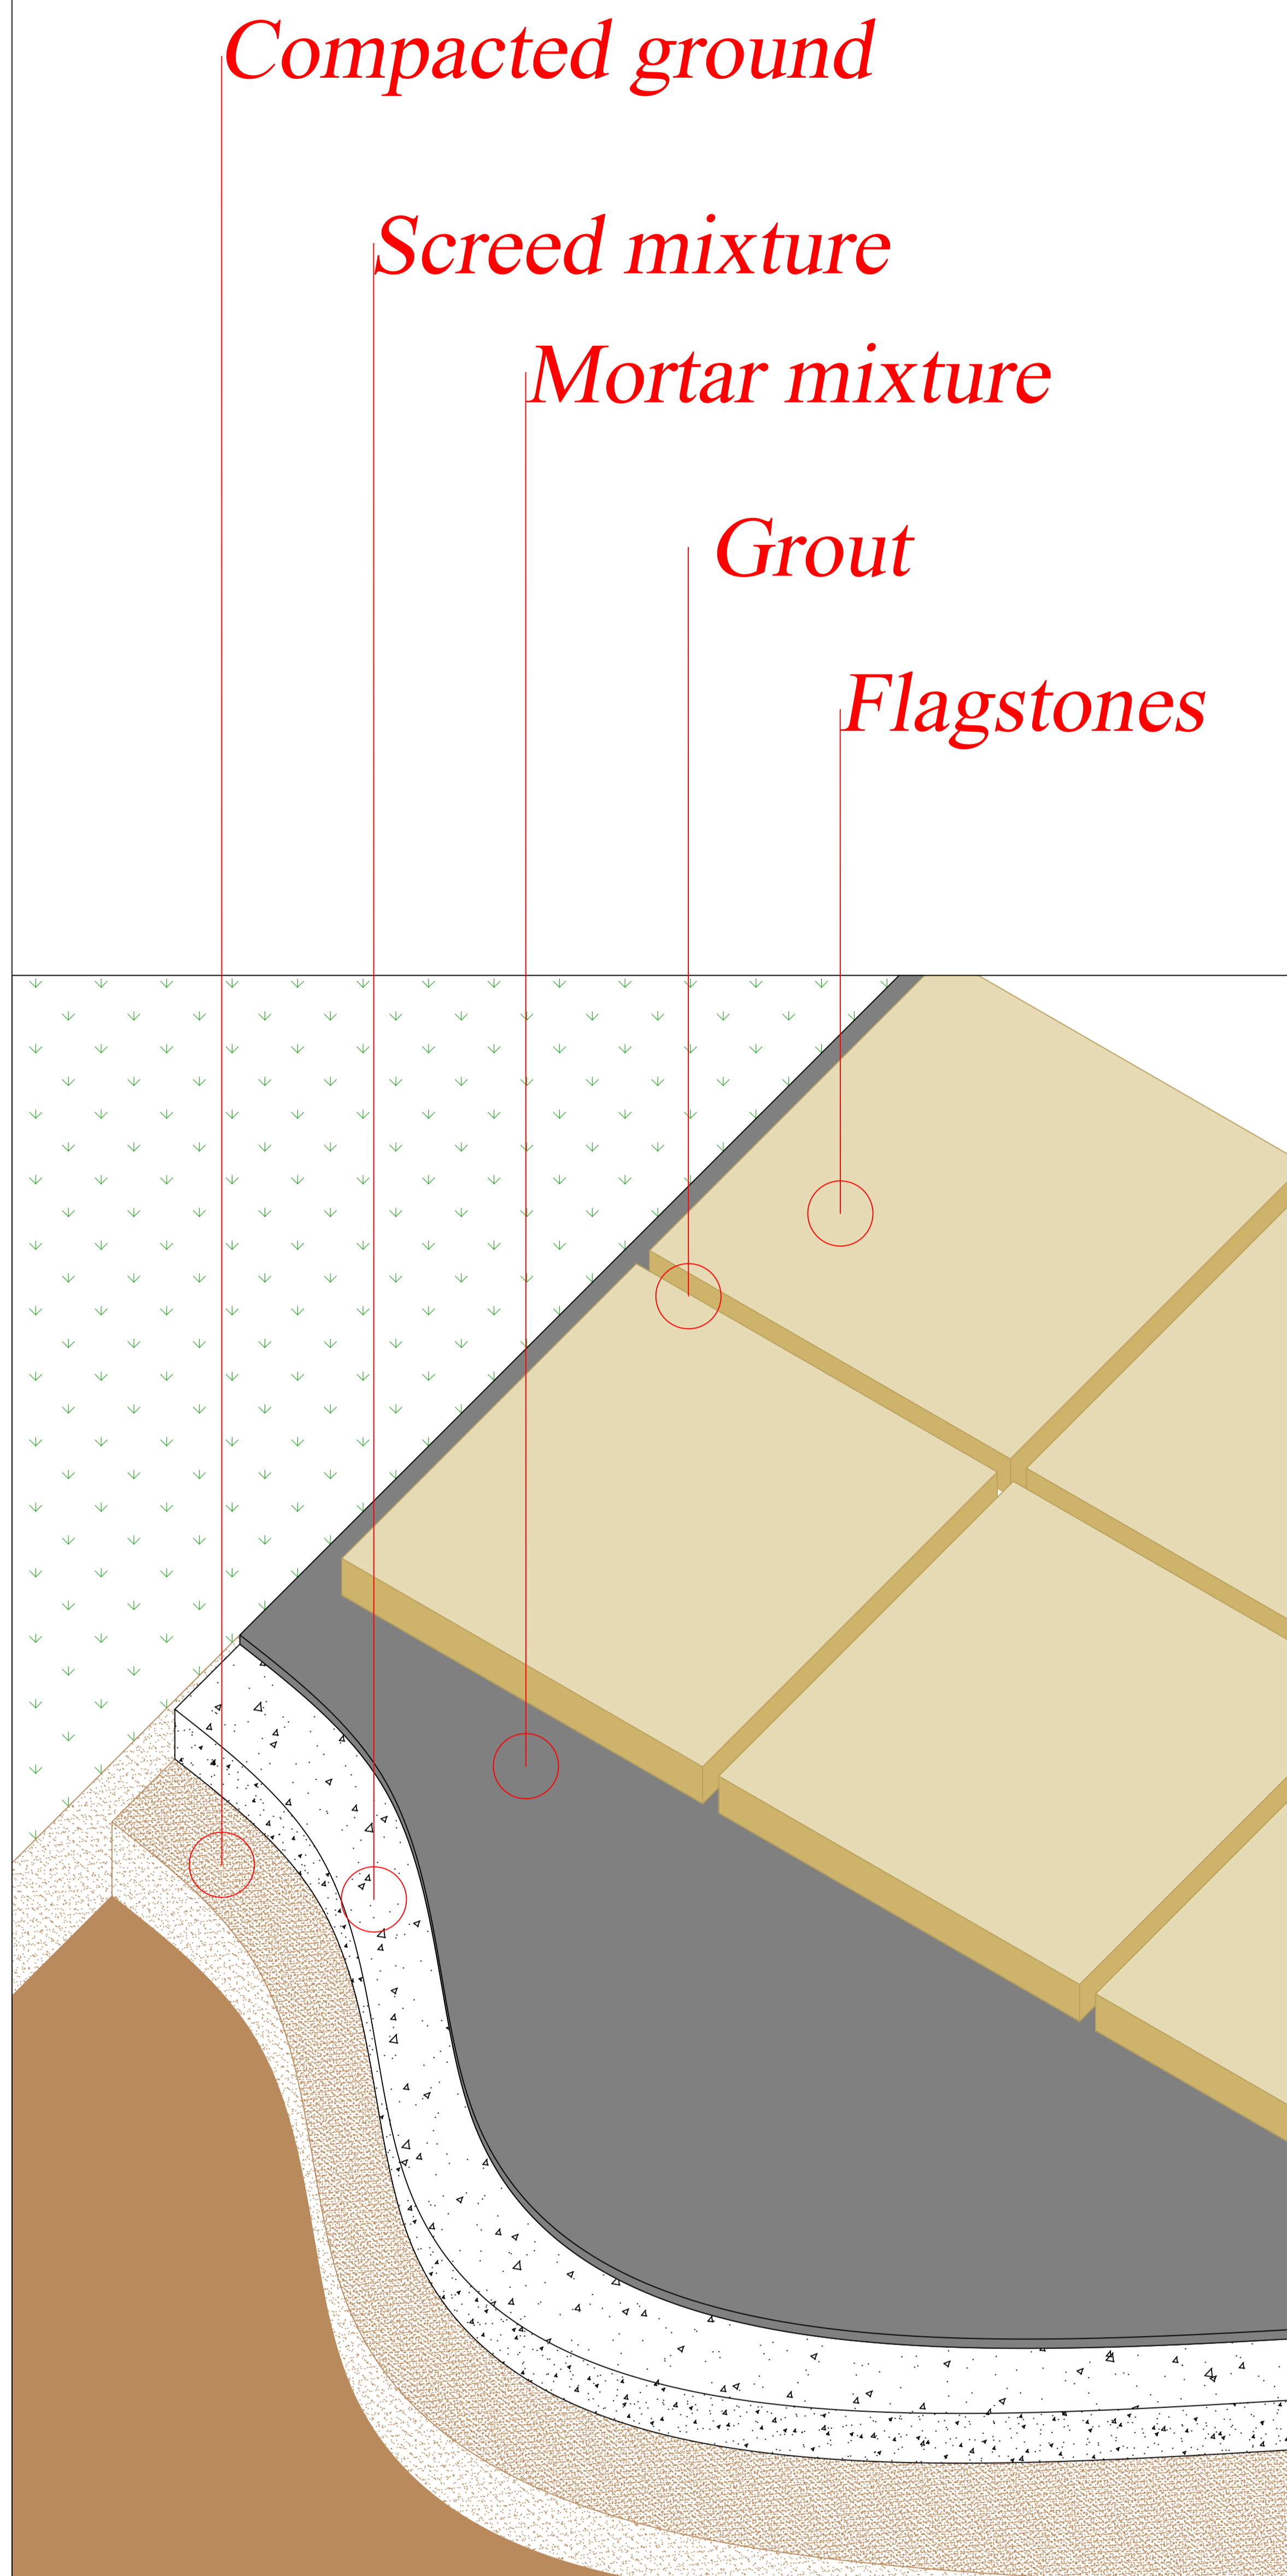 Compacted ground
Screed mixture
Mortar mixture
Grout
Flagstones